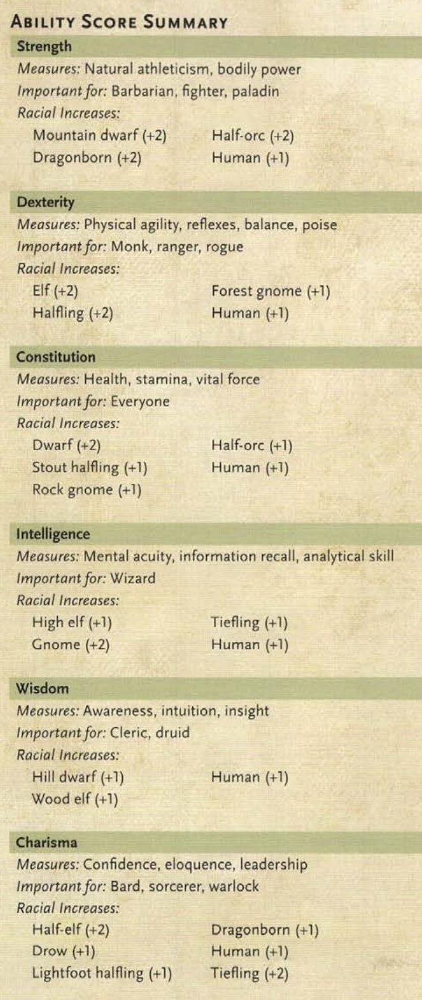 ABILITY SCORE SUMMARY
Strength
Measures: Natural athleticism, bodily power
Important for: Barbarian, fighter, paladin
Racial Increases:
Mountain dwarf (+2) Half-orc (+2)
Dragonborn (+2) Human (+1)
Dexterity
Measures: Physical agility, reflexes, balance, poise
Important for: Monk, ranger, rogue
Racial Increases:
Elf (+2) Forest gnome (+1)
Halfling (+2) Human (+1)
Constitution
Measures: Health, stamina, vital force
Important for: Everyone
Racial Increases:
Dwarf (+2) Half-orc (+1)
Stout halfling (+1) Human (+1)
Rock gnome (+1)
Intelligence
Measures: Mental acuity, information recall, analytical skill
Important for: Wizard
Racial Increases:
High elf (+1) Tiefling (+1)
Gnome (+2) Human (+1)
Wisdom
Measures: Awareness, intuition, insight
Important for: Cleric, druid
Racial Increases:
Hill dwarf (+1) Human (+1)
Wood elf (+1)
Charisma
Measures: Confidence, eloquence, leadership
Important for: Bard, sorcerer, warlock
Racial Increases:
Half-elf (+2) Dragonborn (+1)
Drow (+1) Human (+1)
Lightfoot halfling (+1) Tiefling (+2)